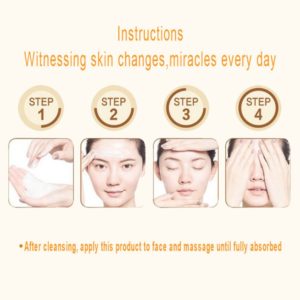 Instructions
Witnessing skin changes,miracles every day
STEP STEP STEP STEP
1 2 3 4
• After cleansing, apply this product to face and massage until fully absorbed